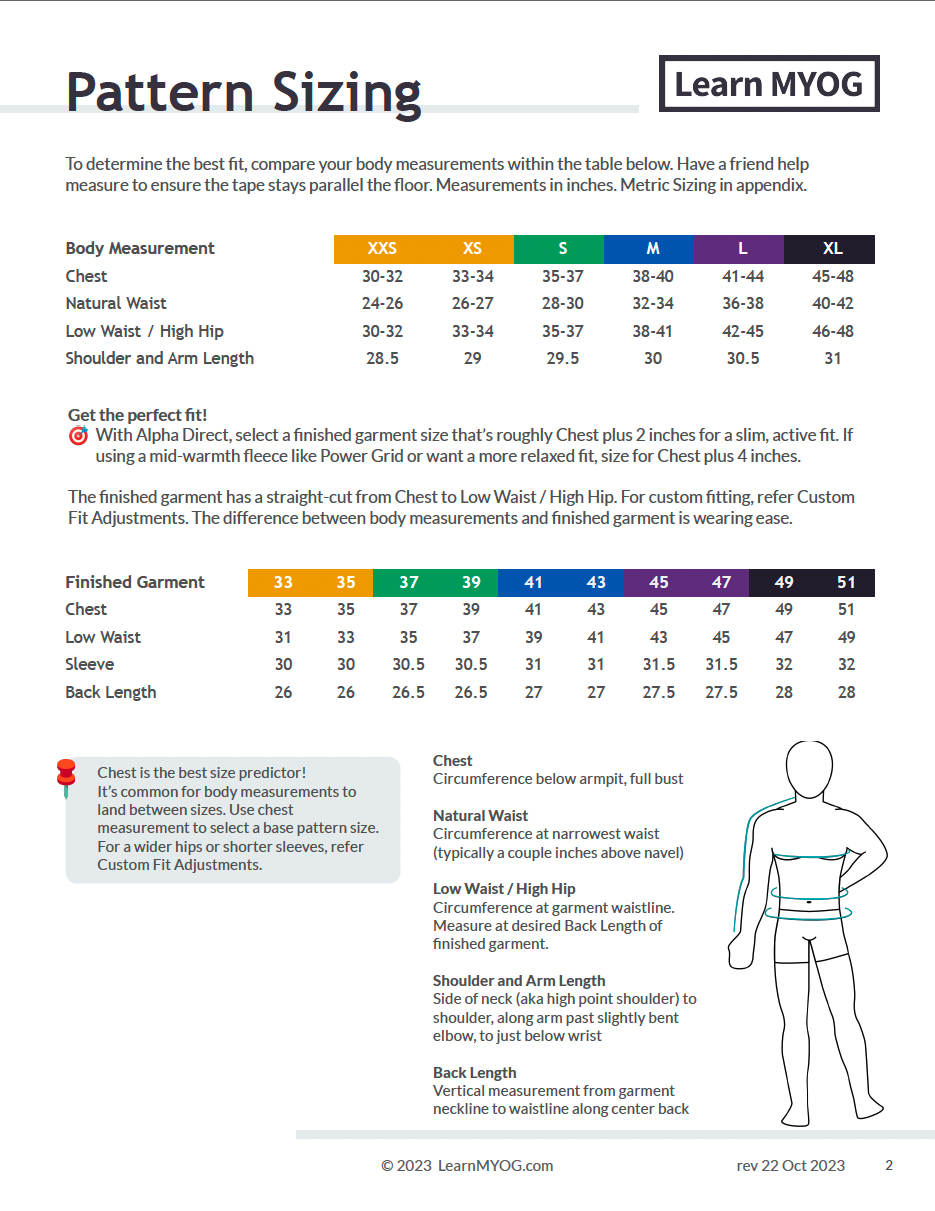 Pattern Sizing
Learn MYOG
To determine the best fit, compare your body measurements within the table below. Have a friend help
measure to ensure the tape stays parallel the floor. Measurements in inches. Metric Sizing in appendix.
Body Measurement XXS XS S M L XL
Chest 30-32 33-34 35-37 38-40 41-44 45-48
Natural Waist 24-26 26-27 28-30 32-34 36-38 40-42
Low Waist / High Hip 30-32 33-34 35-37 38-41 42-45 46-48
Shoulder and Arm Length 28.5 29 29.5 30 30.5 31
Get the perfect fit!
With Alpha Direct, select a finished garment size that's roughly Chest plus 2 inches for a slim, active fit. If
using a mid-warmth fleece like Power Grid or want a more relaxed fit, size for Chest plus 4 inches.
The finished garment has a straight-cut from Chest to Low Waist / High Hip. For custom fitting, refer Custom
Fit Adjustments. The difference between body measurements and finished garment is wearing ease.
Finished Garment 33 35 37 39 41 43 45 47 49 51
Chest 33 35 37 39 41 43 45 47 49 51
Low Waist 31 33 35 37 39 41 43 45 47 49
Sleeve 30 30 30.5 30.5 31 31 31.5 31.5 32 32
Back Length 26 26 26.5 26.5 27 27 27.5 27.5 28 28
Chest is the best size predictor!
It's common for body measurements to
land between sizes. Use chest
measurement to select a base pattern size.
For a wider hips or shorter sleeves, refer
Custom Fit Adjustments.
Chest
Circumference below armpit, full bust
Natural Waist
Circumference at narrowest waist
(typically a couple inches above navel)
Low Waist / High Hip
Circumference at garment waistline.
Measure at desired Back Length of
finished garment.
Shoulder and Arm Length
Side of neck (aka high point shoulder) to
shoulder, along arm past slightly bent
elbow, to just below wrist
Back Length
Vertical measurement from garment
neckline to waistline along center back
© 2023 LearnMYOG.com
rev 22 Oct 2023
2